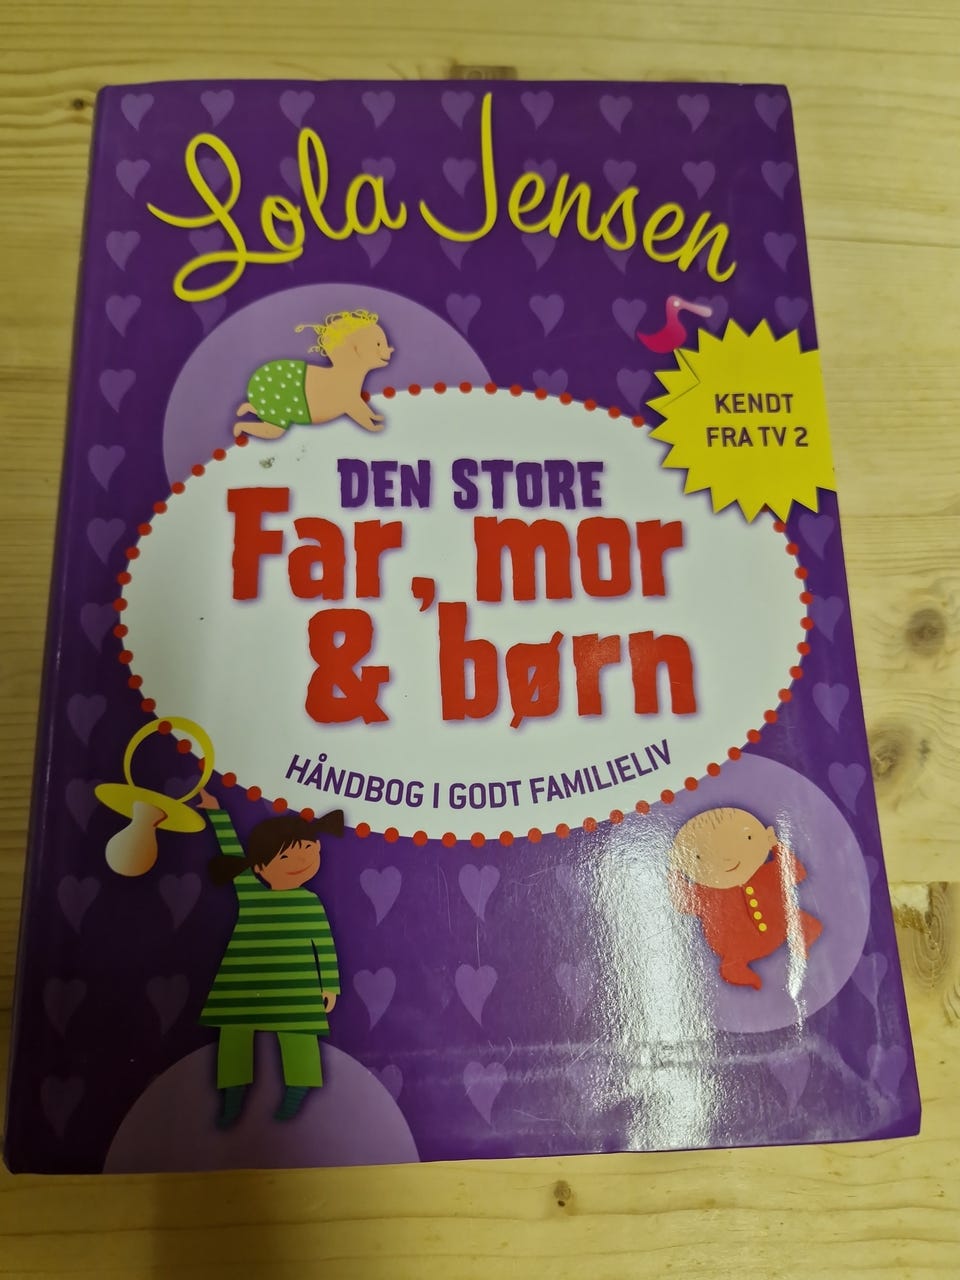 Lola Jensen
KENDT
FRA TV 2
DEN STORE
Far, mor
& børn
HÅNDBOG I GODT FAMILIELIV